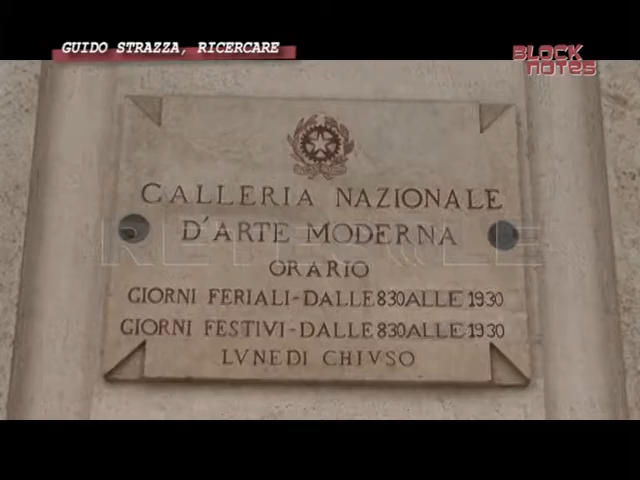 GUIDO STRAZZA, RICERCARE
BLOCK
NOTES
GALLERIA NAZIONALE
D'ARTE MODERNA
ORARIO
GIORNI FERIALI-DALLE 830 ALLE 1930
GIORNI FESTIVI-DALLE 830 ALLE 1930
LVNEDI CHIVSO